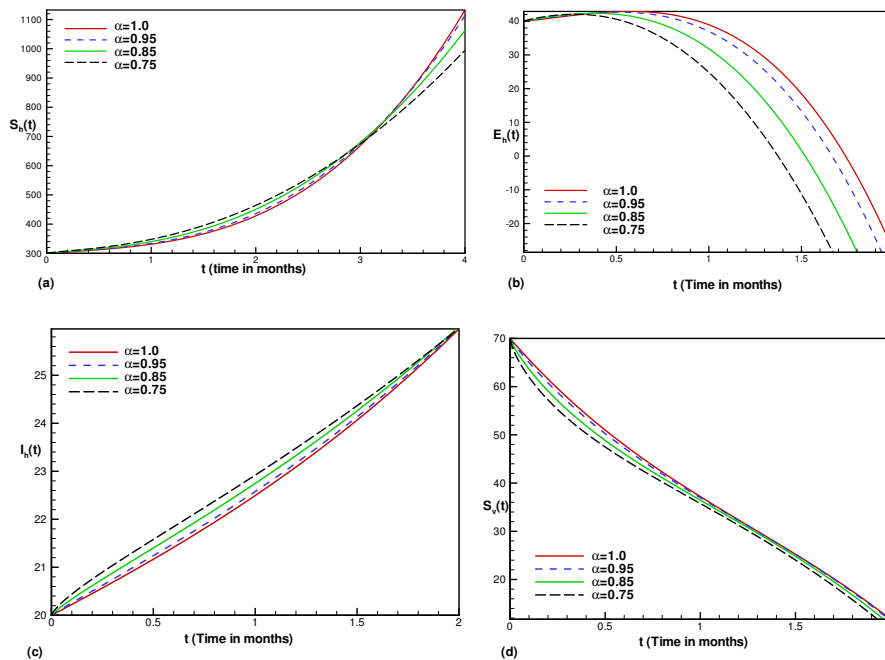 1100
1000
900
800
700
600
500
400
300
S_h(t)
α=1.0
α=0.95
α=0.85
α=0.75
0
1
2
3
4
t (time in months)
(a)
40
30
20
10
0
-10
-20
E_h(t)
α=1.0
α=0.95
α=0.85
α=0.75
0
0.5
1
1.5
t (Time in months)
(b)
25
24
23
22
21
20
I_h(t)
α=1.0
α=0.95
α=0.85
α=0.75
0
0.5
1
1.5
2
t (Time in months)
(c)
70
60
50
40
30
20
S_v(t)
α=1.0
α=0.95
α=0.85
α=0.75
0
0.5
1
1.5
t (Time in months)
(d)